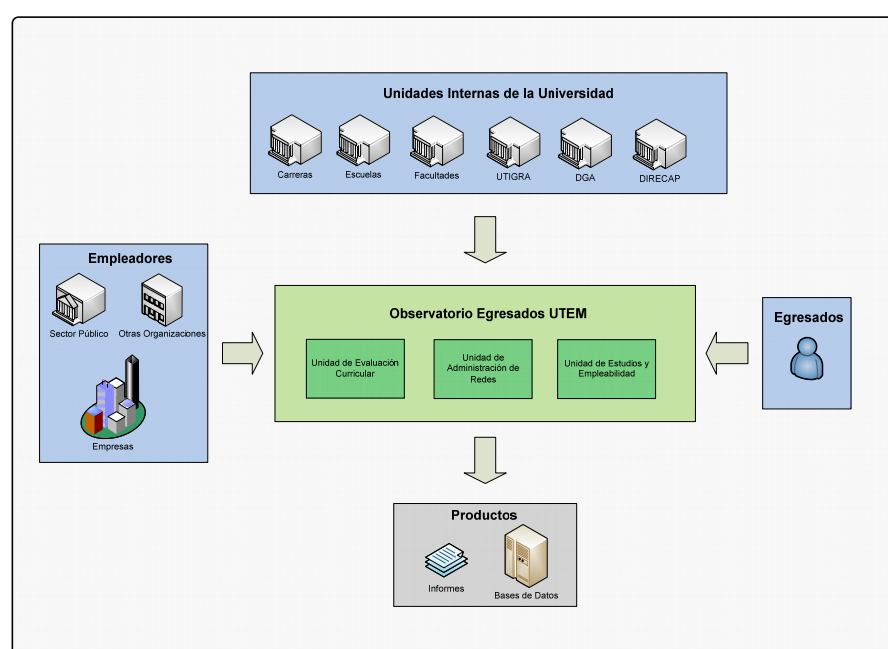 Unidades Internas de la Universidad
Carreras
Escuelas
Facultades
UTIGRA
DGA
DIRECAP
Empleadores
Sector Público
Otras Organizaciones
Empresas
Observatorio Egresados UTEM
Unidad de Evaluación
Curricular
Unidad de
Administración de
Redes
Unidad de Estudios y
Empleabilidad
Egresados
Productos
Informes
Bases de Datos